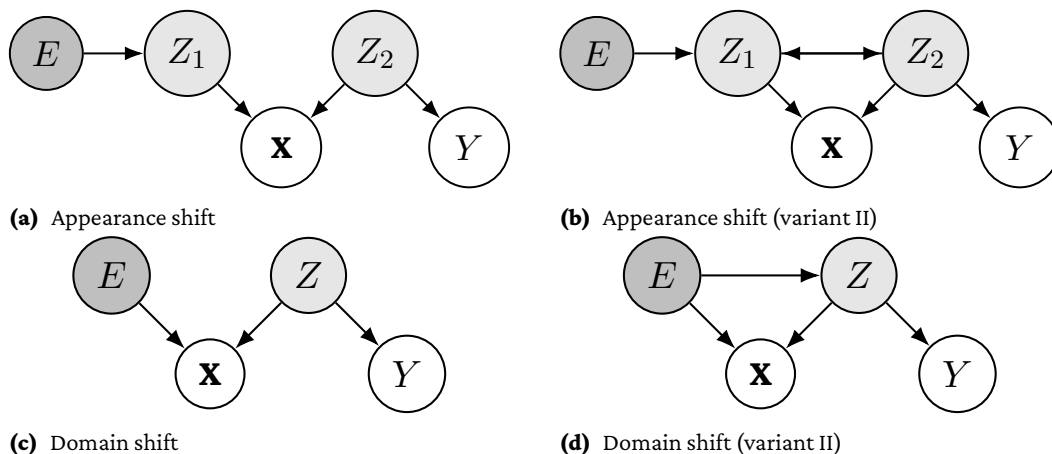 E Z₁ Z₂ E Z₁ Z₂
X Y X Y
(a) Appearance shift (b) Appearance shift (variant II)
E Z E Z
X Y X Y
(c) Domain shift (d) Domain shift (variant II)